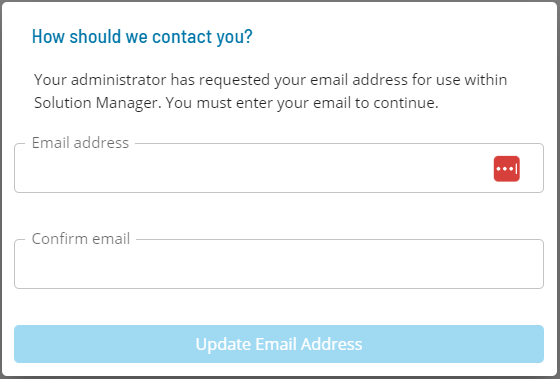 How should we contact you?
Your administrator has requested your email address for use within
Solution Manager. You must enter your email to continue.
Email address
Confirm email
Update Email Address